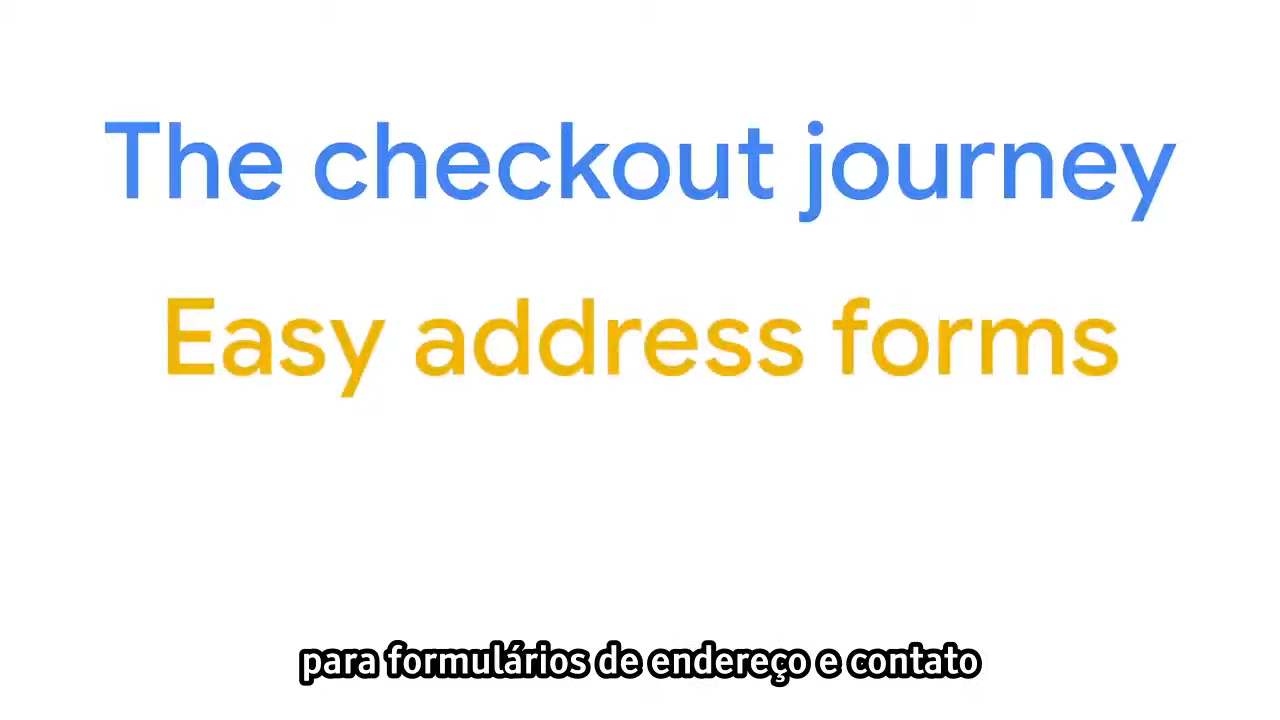 The checkout journey
Easy address forms
para formulários de endereço e contato